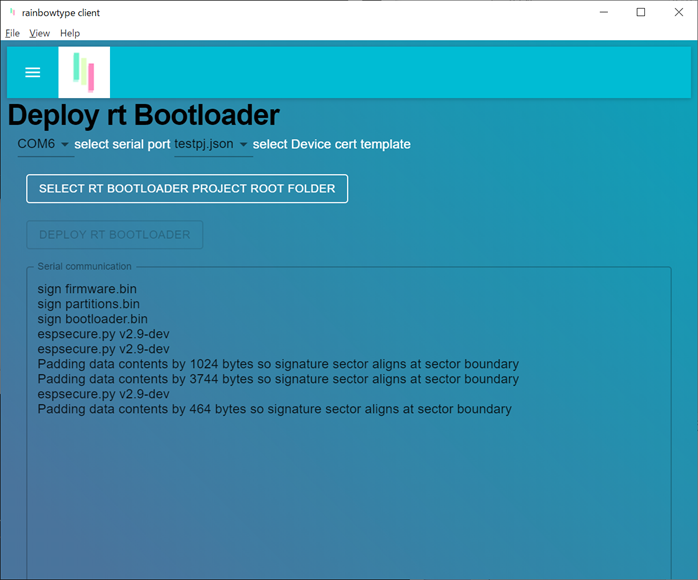 rainbowtype client
File View Help
Deploy rt Bootloader
COM6 select serial port testpj.json select Device cert template
SELECT RT BOOTLOADER PROJECT ROOT FOLDER
DEPLOY RT BOOTLOADER
Serial communication
sign firmware.bin
sign partitions.bin
sign bootloader.bin
espsecure.py v2.9-dev
espsecure.py v2.9-dev
Padding data contents by 1024 bytes so signature sector aligns at sector boundary
Padding data contents by 3744 bytes so signature sector aligns at sector boundary
espsecure.py v2.9-dev
Padding data contents by 464 bytes so signature sector aligns at sector boundary